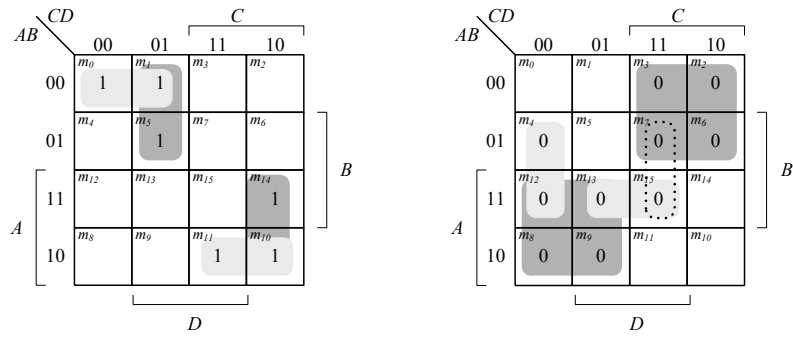 CD C CD C
AB 00 01 11 10 AB 00 01 11 10
m0 m1 m3 m2 m0 m1 m3 m2
00 1 1 00 0 0
m4 m5 m7 m6 m4 m5 m7 m6
01 1 01 0 0 0
B B
m12 m13 m15 m14 m12 m13 m15 m14
11 1 11 0 0 0
A A
m8 m9 m11 m10 m8 m9 m11 m10
10 1 1 10 0 0
D D